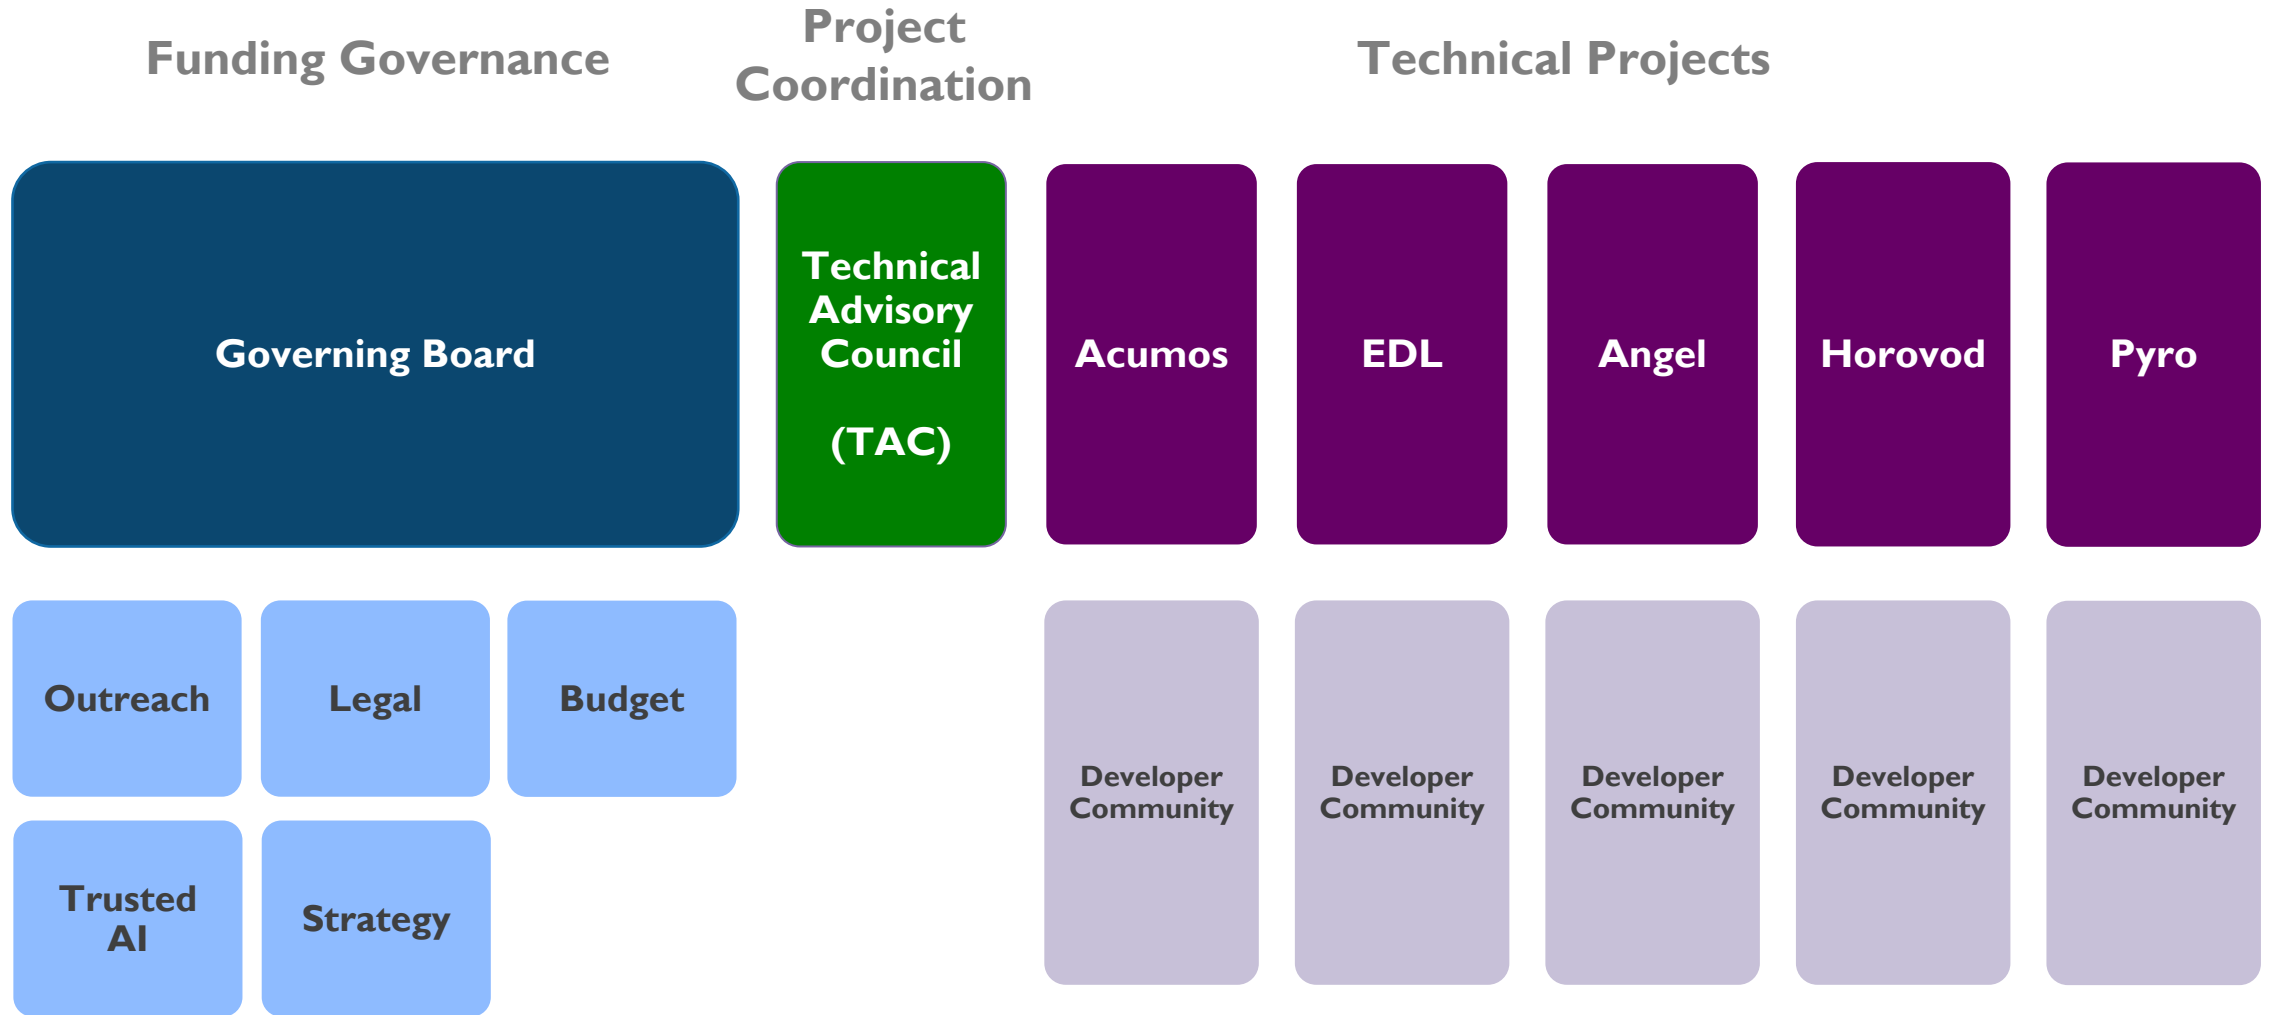 Funding Governance
Project
Coordination
Technical Projects
Governing Board
Technical
Advisory
Council
(TAC)
Acumos
EDL
Angel
Horovod
Pyro
Outreach
Legal
Budget
Trusted
AI
Strategy
Developer
Community
Developer
Community
Developer
Community
Developer
Community
Developer
Community